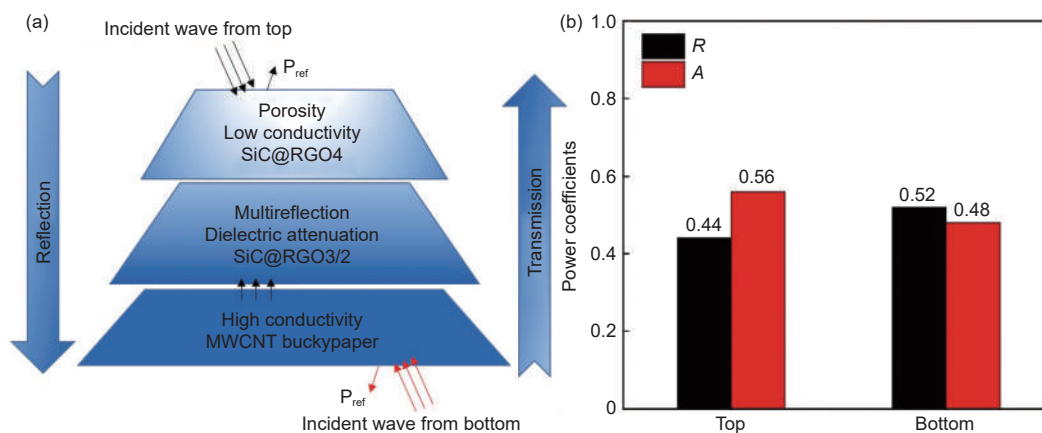 (a)
Incident wave from top
P_ref
Porosity
Low conductivity
SiC@RGO4
Multireflection
Dielectric attenuation
SiC@RGO3/2
High conductivity
MWCNT buckypaper
P_ref
Incident wave from bottom
Reflection
Transmission
(b)
R
A
Power coefficients
1.0
0.8
0.6
0.4
0.2
0
0.44
0.56
0.52
0.48
Top
Bottom